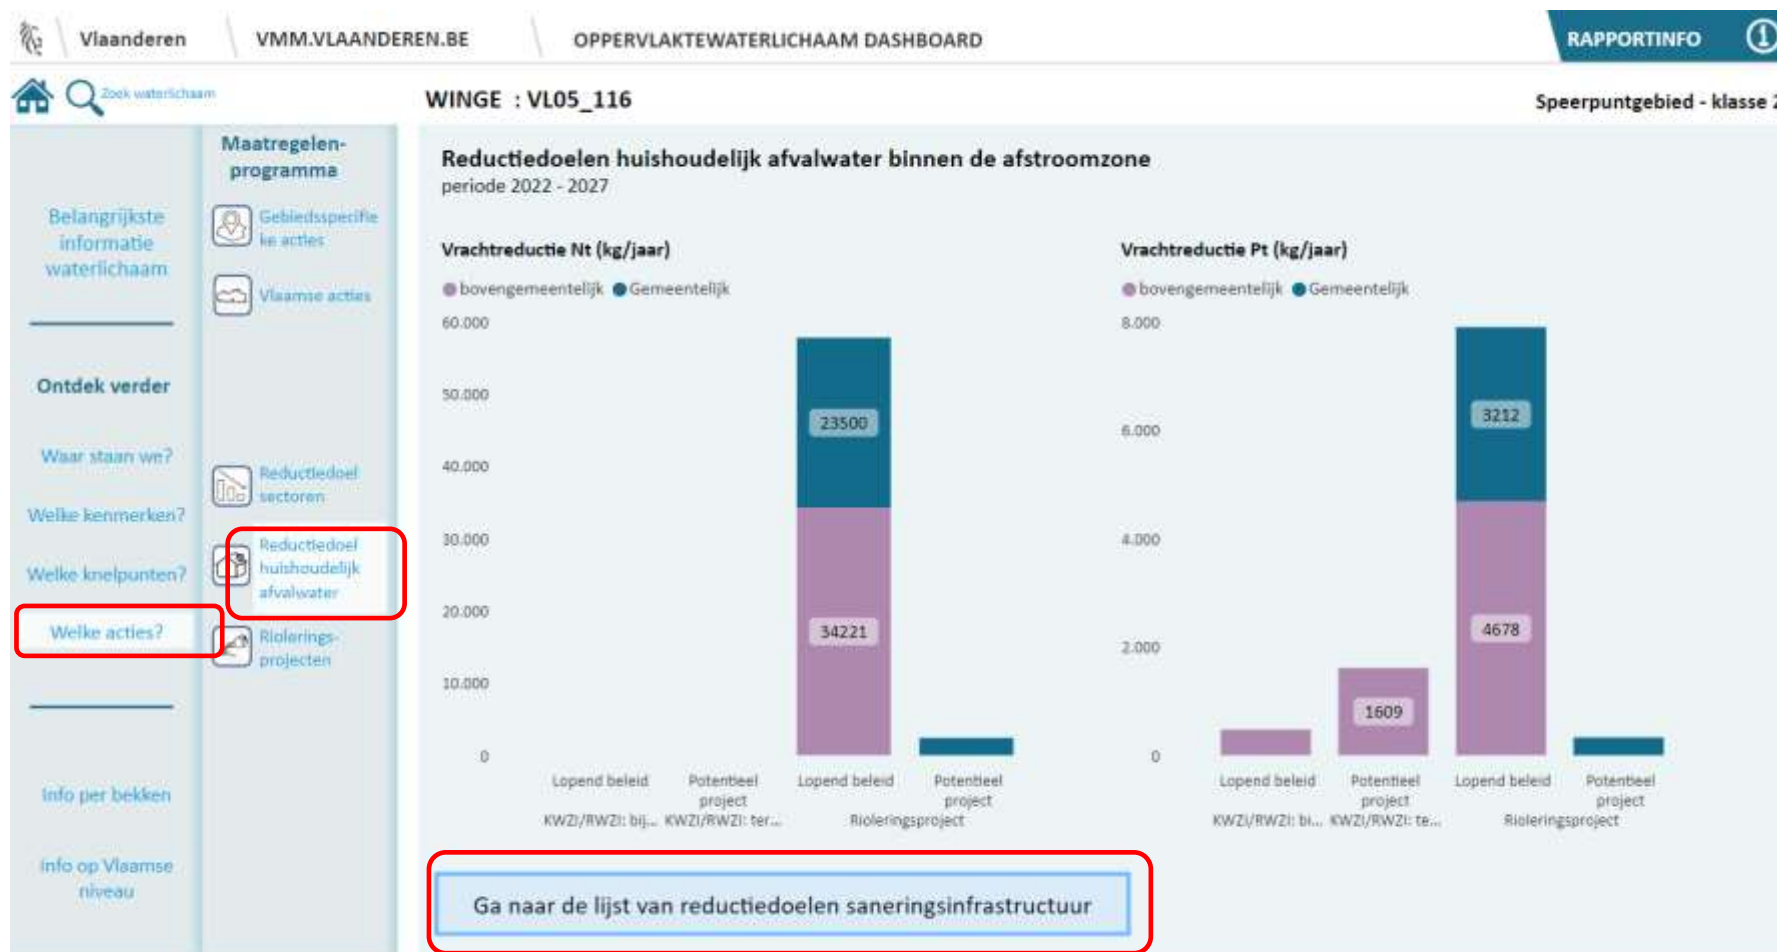 Vlaanderen
VMM.VLAANDEREN.BE
OPPERVLAKTEWATERLICHAAM DASHBOARD
RAPPORTINFO
Zoek waterlichaam
WINGE : VL05_116
Speerpuntgebied - klasse 2
Belangrijkste
informatie
waterlichaam
Ontdek verder
Waar staan we?
Welke kenmerken?
Welke knelpunten?
Welke acties?
Info per bekken
Info op Vlaamse
niveau
Maatregelen-
programma
Gebiedsspecifie
ke acties
Vlaamse acties
Reductiedoel
sectoren
Reductiedoel
huishoudelijk
afvalwater
Riolerings-
projecten
Reductiedoelen huishoudelijk afvalwater binnen de afstroomzone
periode 2022 - 2027
Vrachtreductie Nt (kg/jaar)
bovengemeentelijk Gemeentelijk
60.000
50.000
40.000
30.000
20.000
10.000
0
23500
34221
Lopend beleid Potentieel Lopend beleid Potentieel
project project
KWZI/RWZI: bij... KWZI/RWZI: ter... Rioleringsproject
Vrachtreductie Pt (kg/jaar)
bovengemeentelijk Gemeentelijk
8.000
6.000
4.000
2.000
0
1609
3212
4678
Lopend beleid Potentieel Lopend beleid Potentieel
project project
KWZI/RWZI: bi... KWZI/RWZI: te... Rioleringsproject
Ga naar de lijst van reductiedoelen saneringsinfrastructuur